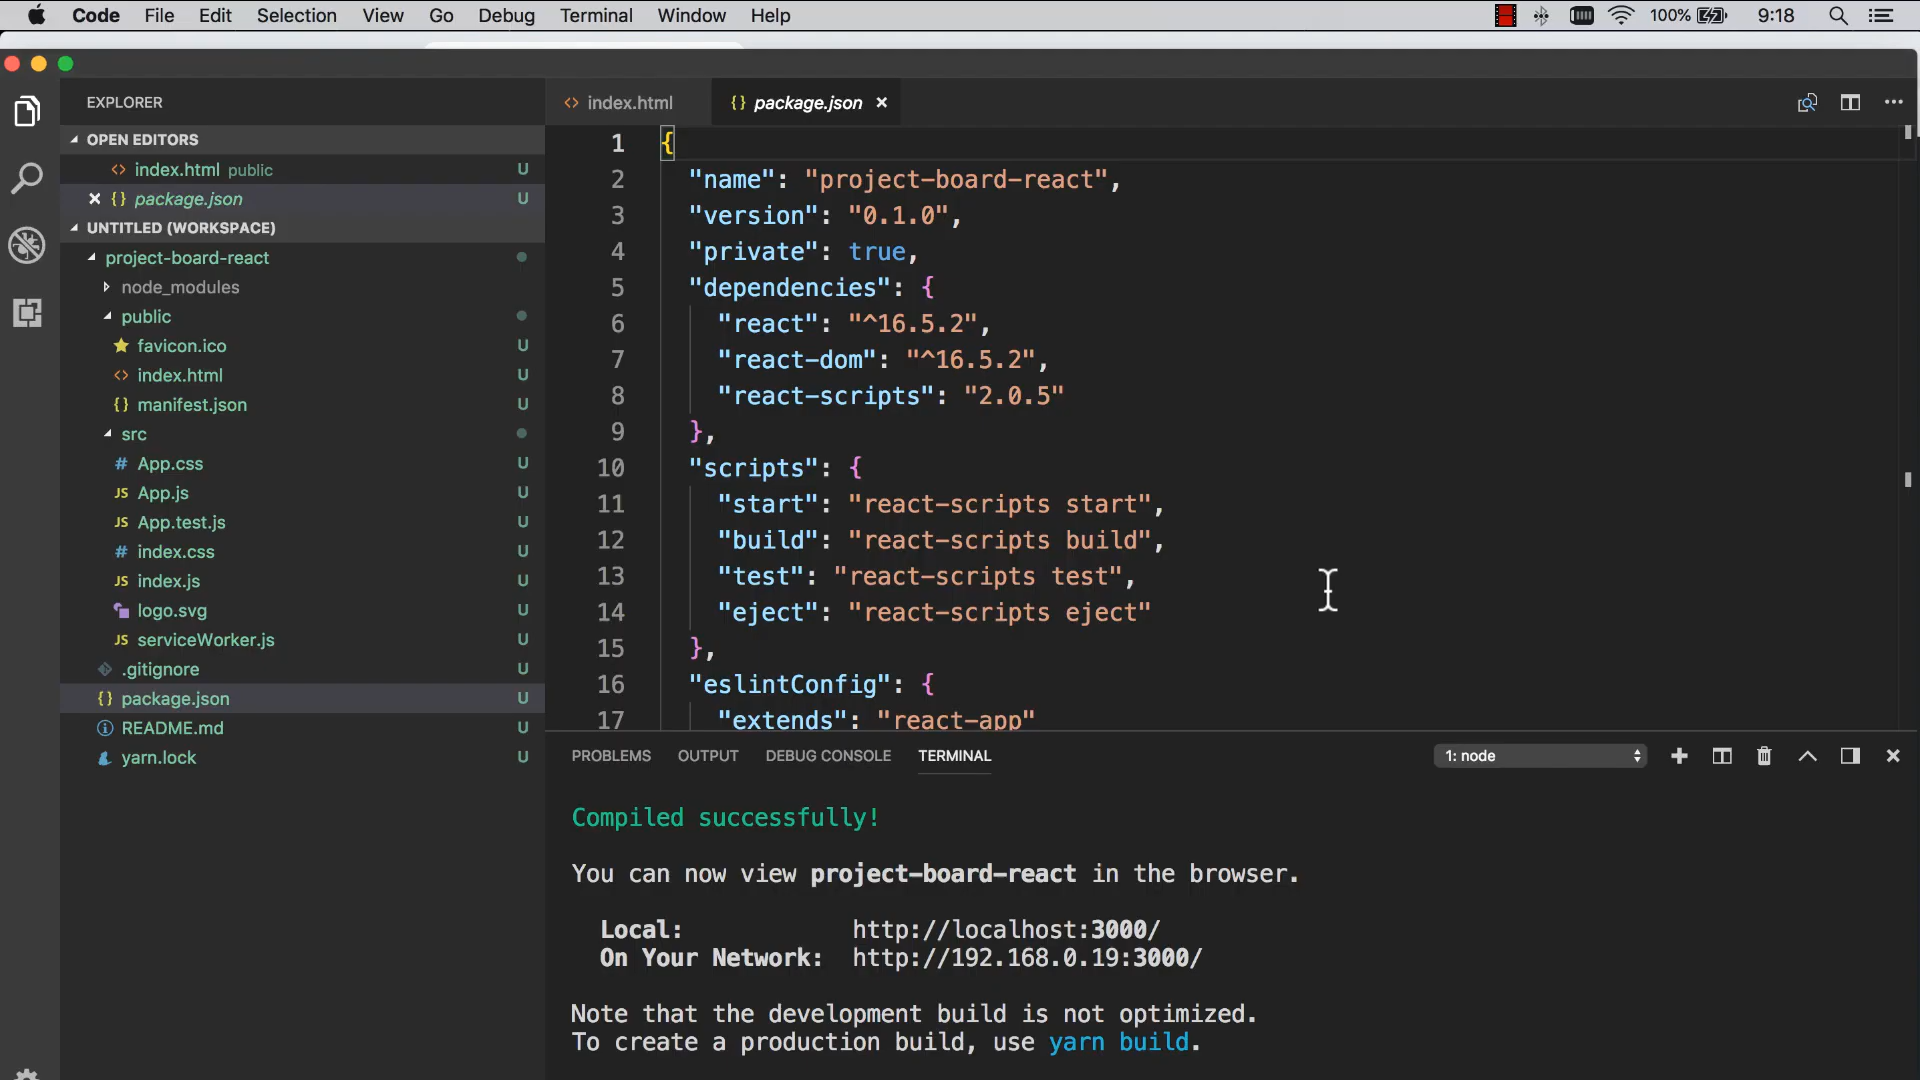 Code File Edit Selection View Go Debug Terminal Window Help 100% 9:18
EXPLORER
OPEN EDITORS
index.html public U
package.json U
UNTITLED (WORKSPACE)
project-board-react
node_modules
public
favicon.ico U
index.html U
manifest.json U
src
App.css U
App.js U
App.test.js U
index.css U
index.js U
logo.svg U
serviceWorker.js U
.gitignore U
package.json U
README.md U
yarn.lock U
index.html package.json
1 {
2 "name": "project-board-react",
3 "version": "0.1.0",
4 "private": true,
5 "dependencies": {
6 "react": "^16.5.2",
7 "react-dom": "^16.5.2",
8 "react-scripts": "2.0.5"
9 },
10 "scripts": {
11 "start": "react-scripts start",
12 "build": "react-scripts build",
13 "test": "react-scripts test",
14 "eject": "react-scripts eject"
15 },
16 "eslintConfig": {
17 "extends": "react-app"
PROBLEMS OUTPUT DEBUG CONSOLE TERMINAL 1: node
Compiled successfully!
You can now view project-board-react in the browser.
Local: http://localhost:3000/
On Your Network: http://192.168.0.19:3000/
Note that the development build is not optimized.
To create a production build, use yarn build.